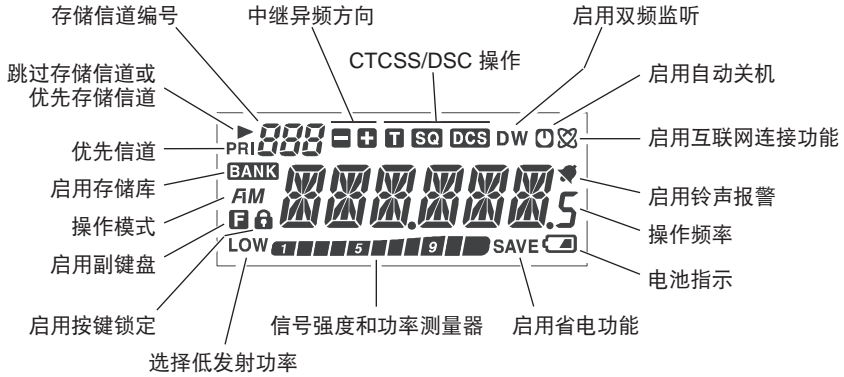 存储信道编号
中继异频方向
启用双频监听
CTCSS/DSC 操作
跳过存储信道或
优先存储信道
启用自动关机
优先信道
启用互联网连接功能
启用存储库
启用铃声报警
操作模式
操作频率
启用副键盘
电池指示
启用按键锁定
信号强度和功率测量器
启用省电功能
选择低发射功率
PRI 888 T SQ DCS DW
BANK
AM
F
.5
LOW 1 5 9 SAVE